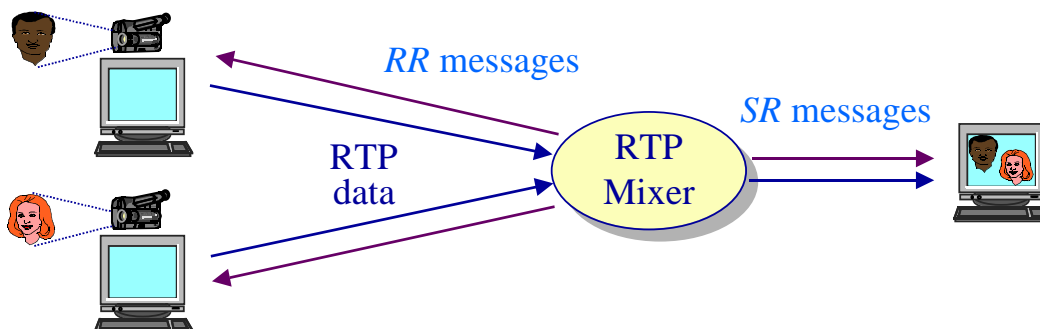 RR messages
SR messages
RTP
data
RTP
Mixer